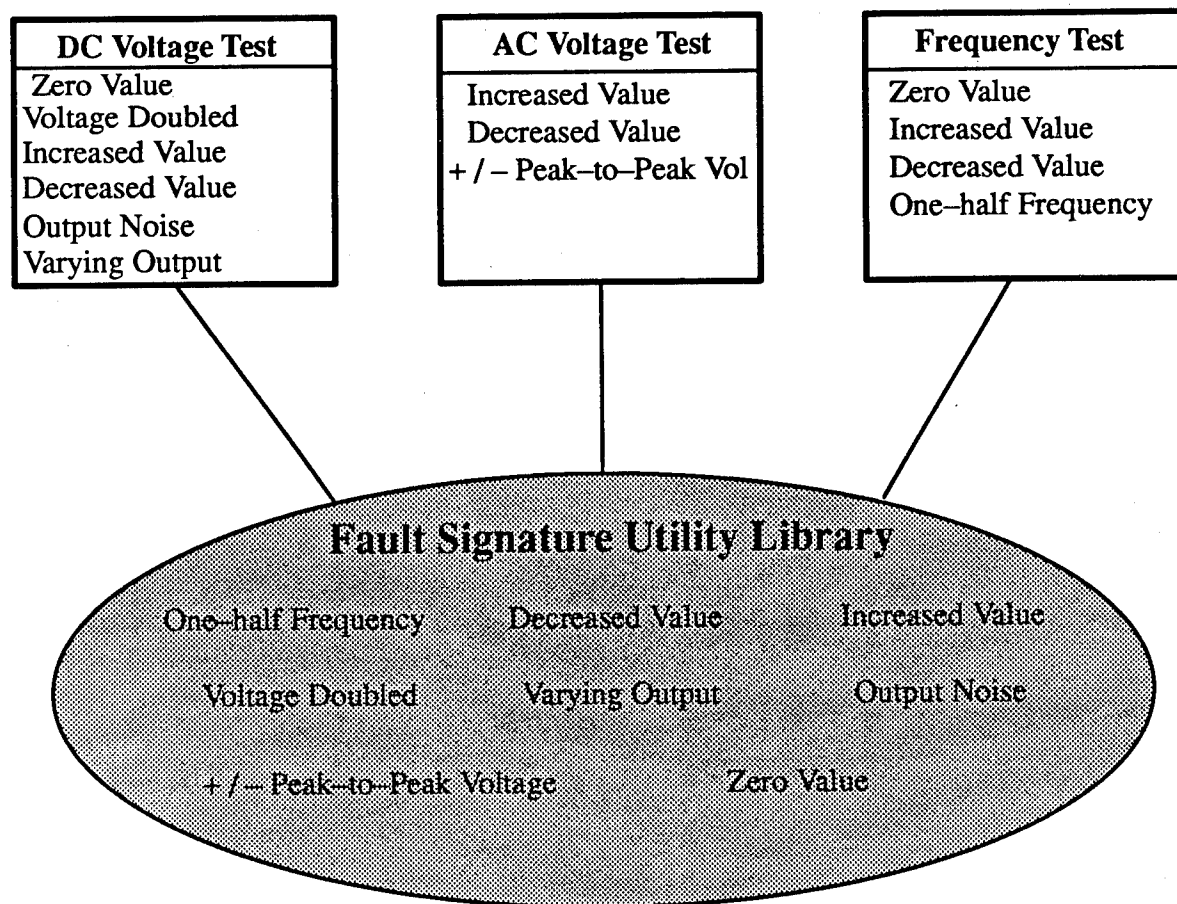 DC Voltage Test
Zero Value
Voltage Doubled
Increased Value
Decreased Value
Output Noise
Varying Output
AC Voltage Test
Increased Value
Decreased Value
+/– Peak–to–Peak Vol
Frequency Test
Zero Value
Increased Value
Decreased Value
One–half Frequency
Fault Signature Utility Library
One–half Frequency Decreased Value Increased Value
Voltage Doubled Varying Output Output Noise
+/– Peak–to–Peak Voltage Zero Value